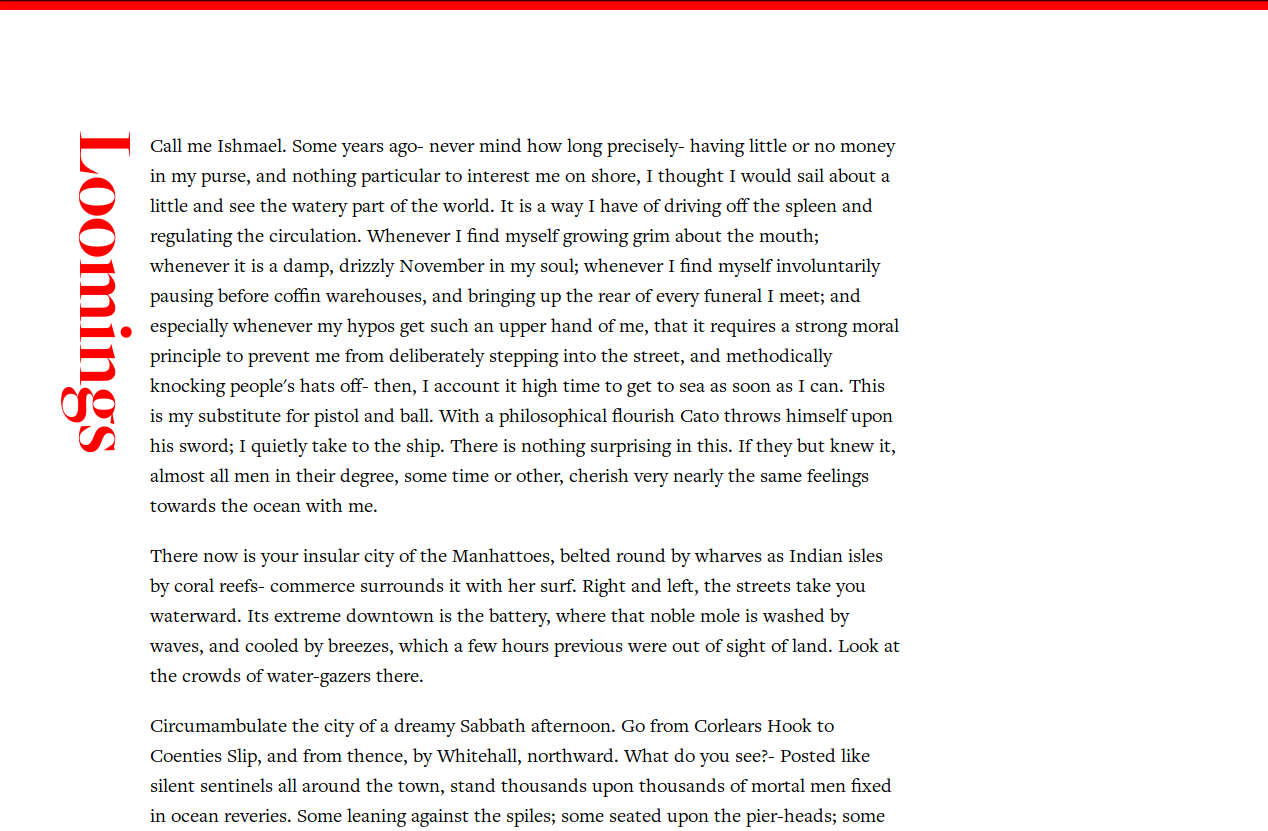 Loomings
Call me Ishmael. Some years ago- never mind how long precisely- having little or no money
in my purse, and nothing particular to interest me on shore, I thought I would sail about a
little and see the watery part of the world. It is a way I have of driving off the spleen and
regulating the circulation. Whenever I find myself growing grim about the mouth;
whenever it is a damp, drizzly November in my soul; whenever I find myself involuntarily
pausing before coffin warehouses, and bringing up the rear of every funeral I meet; and
especially whenever my hypos get such an upper hand of me, that it requires a strong moral
principle to prevent me from deliberately stepping into the street, and methodically
knocking people's hats off- then, I account it high time to get to sea as soon as I can. This
is my substitute for pistol and ball. With a philosophical flourish Cato throws himself upon
his sword; I quietly take to the ship. There is nothing surprising in this. If they but knew it,
almost all men in their degree, some time or other, cherish very nearly the same feelings
towards the ocean with me.
There now is your insular city of the Manhattoes, belted round by wharves as Indian isles
by coral reefs- commerce surrounds it with her surf. Right and left, the streets take you
waterward. Its extreme downtown is the battery, where that noble mole is washed by
waves, and cooled by breezes, which a few hours previous were out of sight of land. Look at
the crowds of water-gazers there.
Circumambulate the city of a dreamy Sabbath afternoon. Go from Corlears Hook to
Coenties Slip, and from thence, by Whitehall, northward. What do you see?- Posted like
silent sentinels all around the town, stand thousands upon thousands of mortal men fixed
in ocean reveries. Some leaning against the spiles; some seated upon the pier-heads; some